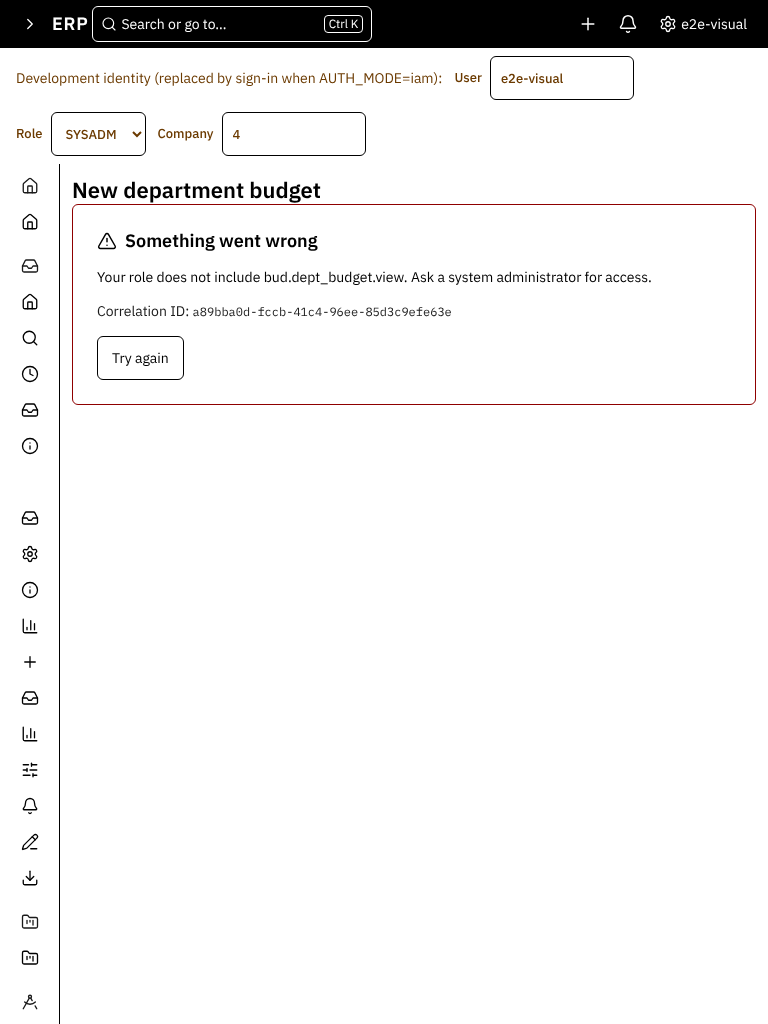 ERP
Search or go to...
Ctrl K
e2e-visual
Development identity (replaced by sign-in when AUTH_MODE=iam):
User
e2e-visual
Role
SYSADM
Company
4
New department budget
Something went wrong
Your role does not include bud.dept_budget.view. Ask a system administrator for access.
Correlation ID: a89bba0d-fccb-41c4-96ee-85d3c9efe63e
Try again